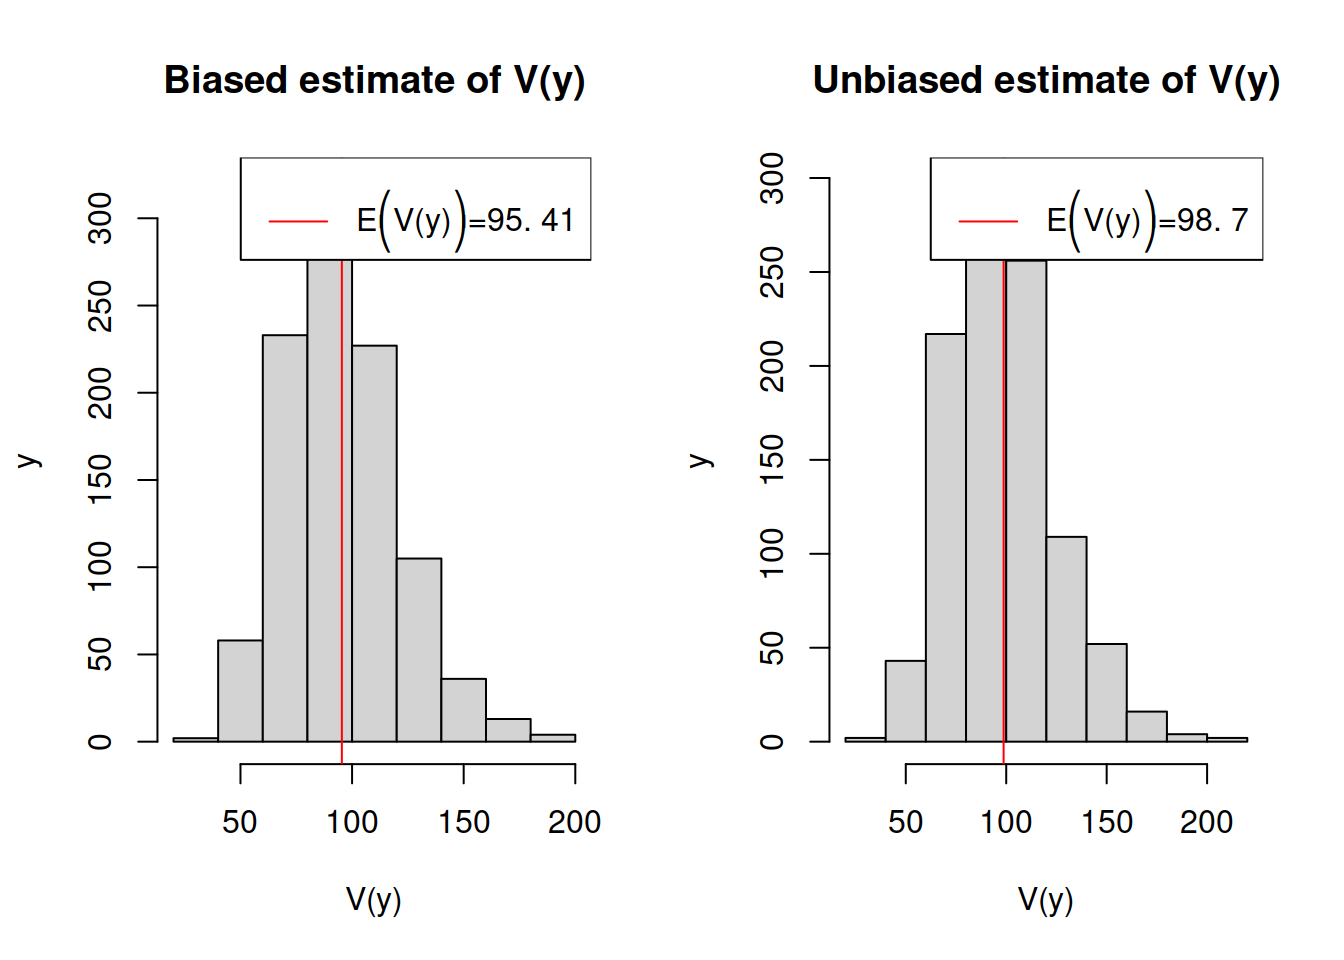 Biased estimate of V(y)
E(V(y))=95. 41
y
0 50 100 150 200 250 300
50 100 150 200
V(y)
Unbiased estimate of V(y)
E(V(y))=98. 7
y
0 50 100 150 200 250 300
50 100 150 200
V(y)